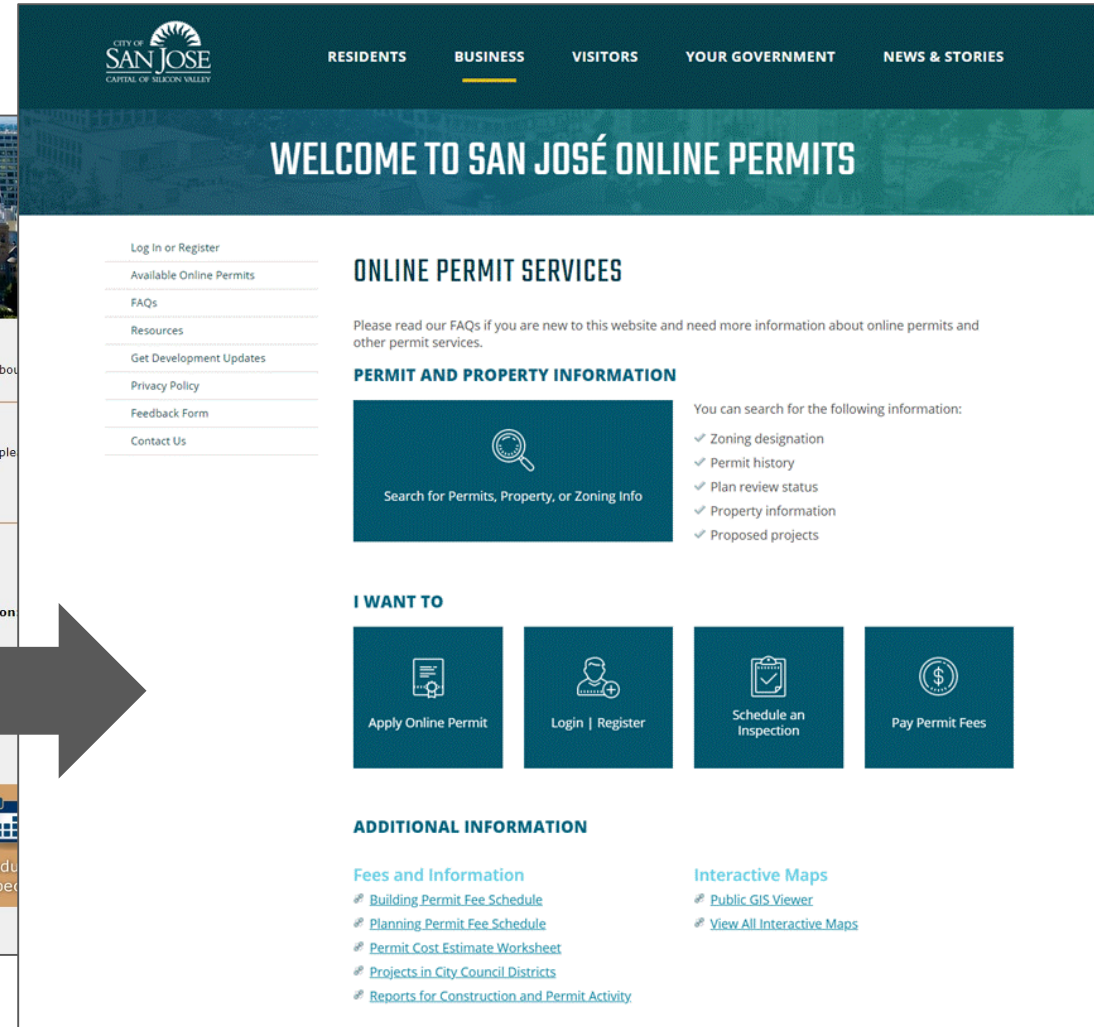 CITY OF
SAN JOSE
CAPITAL OF SILICON VALLEY
RESIDENTS
BUSINESS
VISITORS
YOUR GOVERNMENT
NEWS & STORIES
WELCOME TO SAN JOSÉ ONLINE PERMITS
Log In or Register
Available Online Permits
FAQs
Resources
Get Development Updates
Privacy Policy
Feedback Form
Contact Us
ONLINE PERMIT SERVICES
Please read our FAQs if you are new to this website and need more information about online permits and
other permit services.
PERMIT AND PROPERTY INFORMATION
Search for Permits, Property, or Zoning Info
You can search for the following information:
Zoning designation
Permit history
Plan review status
Property information
Proposed projects
I WANT TO
Apply Online Permit
Login | Register
Schedule an
Inspection
Pay Permit Fees
ADDITIONAL INFORMATION
Fees and Information
Building Permit Fee Schedule
Planning Permit Fee Schedule
Permit Cost Estimate Worksheet
Projects in City Council Districts
Reports for Construction and Permit Activity
Interactive Maps
Public GIS Viewer
View All Interactive Maps